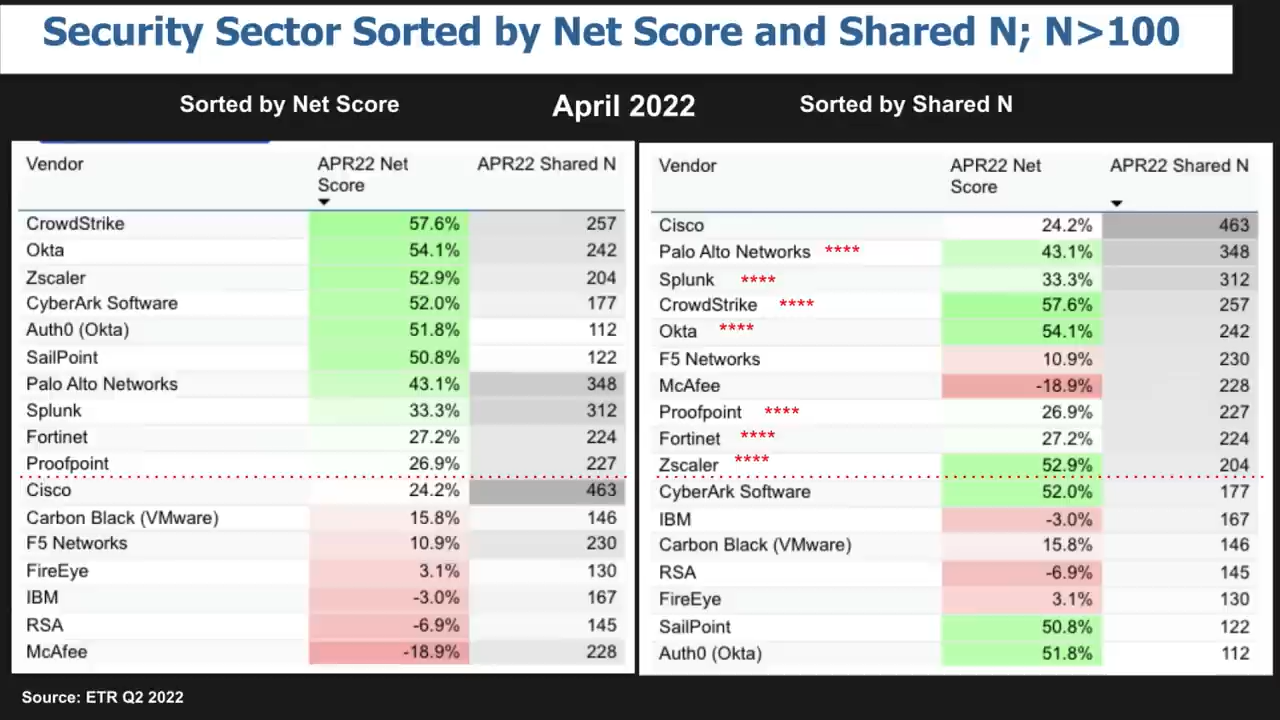 Security Sector Sorted by Net Score and Shared N; N>100
Sorted by Net Score
April 2022
Sorted by Shared N
Vendor APR22 Net Score APR22 Shared N
CrowdStrike 57.6% 257
Okta 54.1% 242
Zscaler 52.9% 204
CyberArk Software 52.0% 177
Auth0 (Okta) 51.8% 112
SailPoint 50.8% 122
Palo Alto Networks 43.1% 348
Splunk 33.3% 312
Fortinet 27.2% 224
Proofpoint 26.9% 227
Cisco 24.2% 463
Carbon Black (VMware) 15.8% 146
F5 Networks 10.9% 230
FireEye 3.1% 130
IBM -3.0% 167
RSA -6.9% 145
McAfee -18.9% 228
Vendor APR22 Net Score APR22 Shared N
Cisco 24.2% 463
Palo Alto Networks **** 43.1% 348
Splunk **** 33.3% 312
CrowdStrike **** 57.6% 257
Okta **** 54.1% 242
F5 Networks 10.9% 230
McAfee -18.9% 228
Proofpoint **** 26.9% 227
Fortinet **** 27.2% 224
Zscaler **** 52.9% 204
CyberArk Software 52.0% 177
IBM -3.0% 167
Carbon Black (VMware) 15.8% 146
RSA -6.9% 145
FireEye 3.1% 130
SailPoint 50.8% 122
Auth0 (Okta) 51.8% 112
Source: ETR Q2 2022